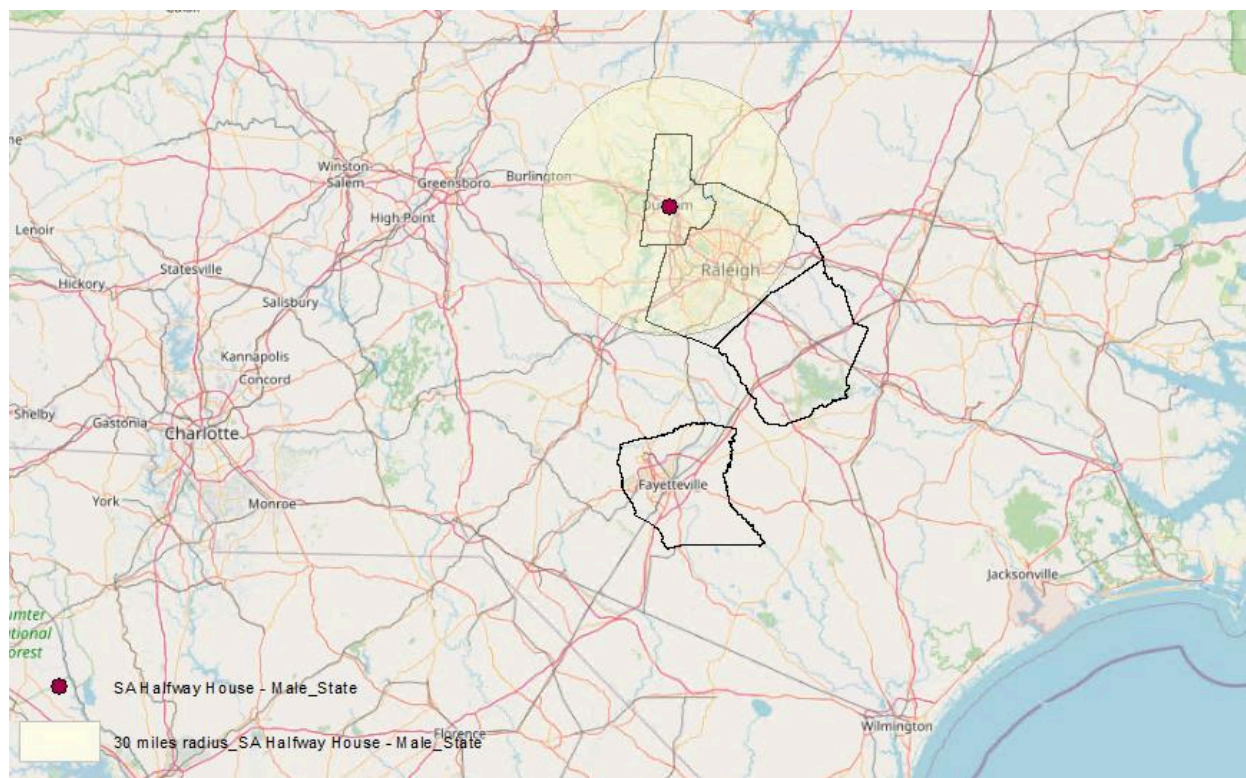 Winston-
Salem
Greensboro
Burlington
High Point
Lenoir
Statesville
Hickory
Salisbury
Raleigh
Kannapolis
Concord
Shelby
Gastonia
Charlotte
York
Monroe
Fayetteville
Jacksonville
SA Halfway House - Male_State
Wilmington
Florence
30 miles radius_SA Halfway House - Male_State